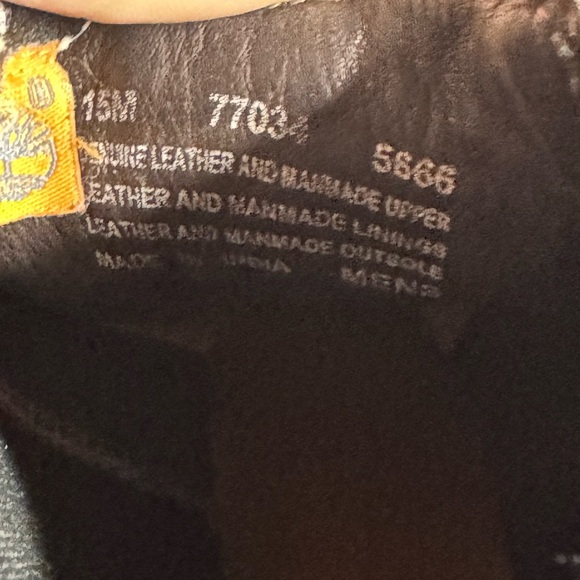 15M 77034 5666
GENUINE LEATHER AND MANMADE UPPER
LEATHER AND MANMADE LININGS
LEATHER AND MANMADE OUTSOLE
MADE IN INDIA MENS